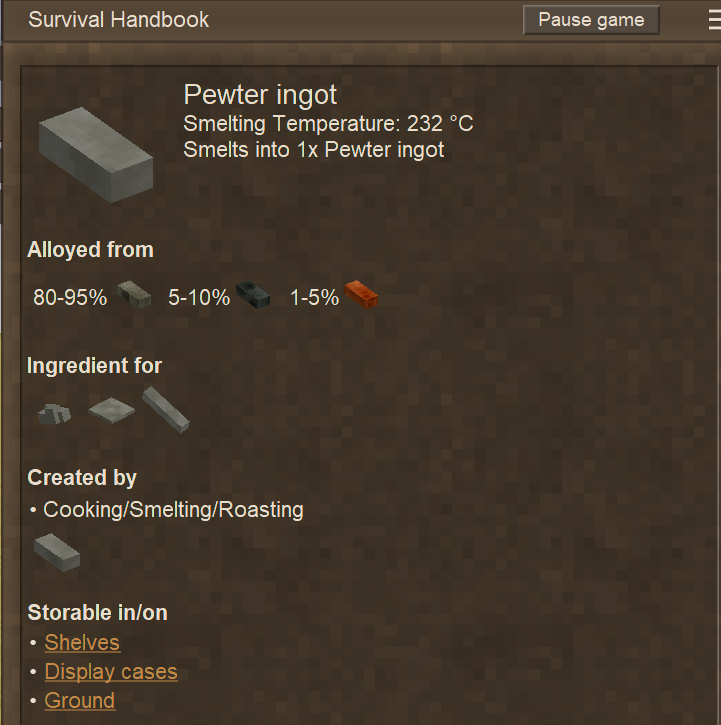 Survival Handbook
Pause game
Pewter ingot
Smelting Temperature: 232 °C
Smelts into 1x Pewter ingot
Alloyed from
80-95% 5-10% 1-5%
Ingredient for
Created by
• Cooking/Smelting/Roasting
Storable in/on
• Shelves
• Display cases
• Ground